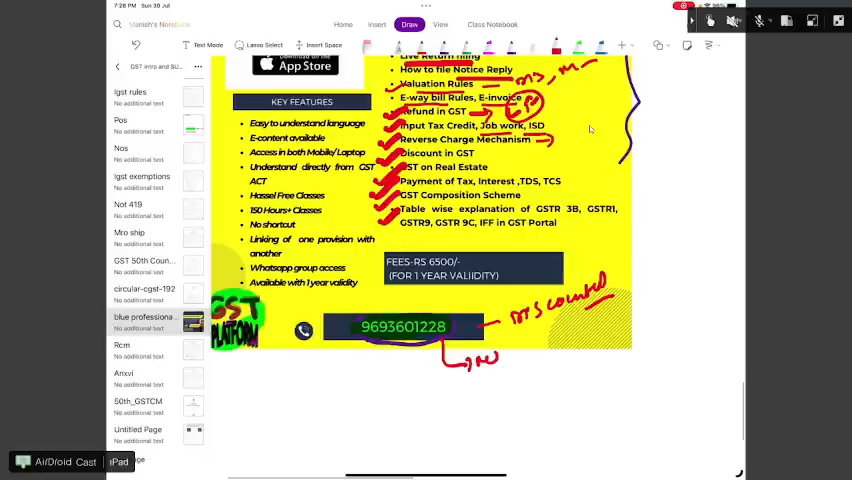 7:28 PM Sun 30 Jul
96%
Manish's Notebook
Home
Insert
Draw
View
Class Notebook
Text Mode
Lasso Select
Insert Space
GST intro and SU...
Igst rules
No additional text
Pos
No additional text
Nos
No additional text
Igst exemptions
No additional text
Not 419
No additional text
Mro ship
No additional text
GST 50th Coun...
No additional text
circular-cgst-192
No additional text
blue professiona...
No additional text
Rcm
No additional text
Anxvi
No additional text
50th_GSTCM
No additional text
Untitled Page
No additional text
Download on the
App Store
KEY FEATURES
• Easy to understand language
• E-content available
• Access in both Mobile/ Laptop
• Understand directly from GST
ACT
• Hassel Free Classes
• 150 Hours+ Classes
• No shortcut
• Linking of one provision with
another
• Whatsapp group access
• Available with 1 year validity
• How to file Notice Reply
• Valuation Rules
• E-way bill Rules, E-invoice
• Refund in GST
• Input Tax Credit, Job work, ISD
• Reverse Charge Mechanism
• Discount in GST
• GST on Real Estate
• Payment of Tax, Interest ,TDS, TCS
• GST Composition Scheme
• Table wise explanation of GSTR 3B, GSTR1,
GSTR9, GSTR 9C, IFF in GST Portal
FEES-RS 6500/-
(FOR 1 YEAR VALIIDITY)
GST
PLATFORM
9693601228
Discounted
AirDroid Cast
iPad